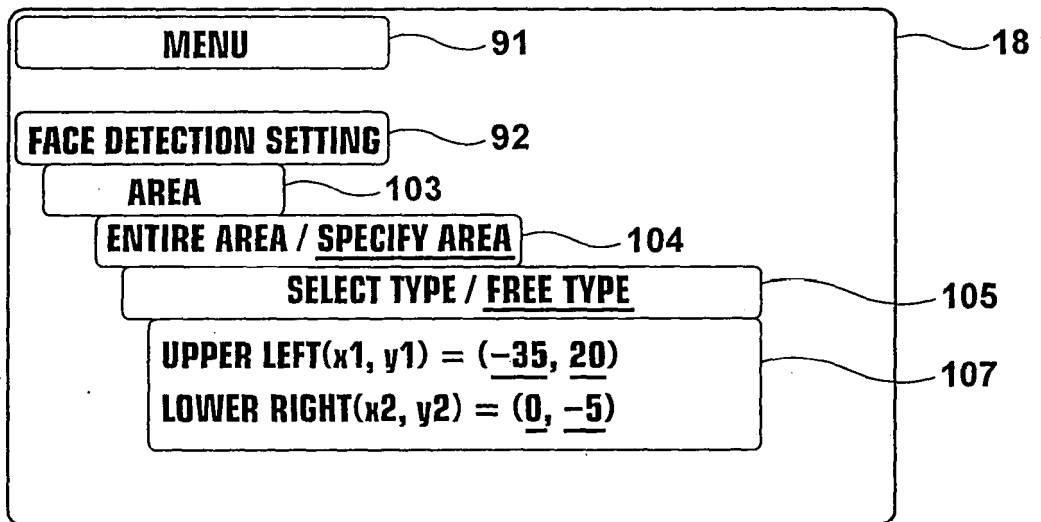 MENU 91 18
FACE DETECTION SETTING 92
AREA 103
ENTIRE AREA / SPECIFY AREA 104
SELECT TYPE / FREE TYPE 105
UPPER LEFT(x1, y1) = (−35, 20) 107
LOWER RIGHT(x2, y2) = (0, −5)